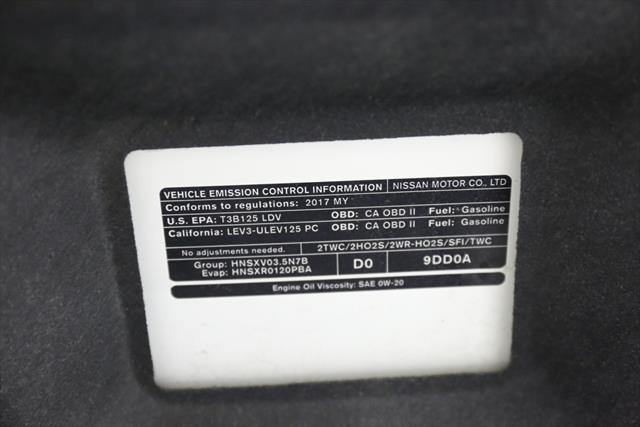 VEHICLE EMISSION CONTROL INFORMATION NISSAN MOTOR CO., LTD
Conforms to regulations: 2017 MY
U.S. EPA: T3B125 LDV OBD: CA OBD II Fuel: Gasoline
California: LEV3-ULEV125 PC OBD: CA OBD II Fuel: Gasoline
No adjustments needed. 2TWC/2HO2S/2WR-HO2S/SFI/TWC
Group: HNSXV03.5N7B D0 9DD0A
Evap: HNSXR0120PBA
Engine Oil Viscosity: SAE 0W-20